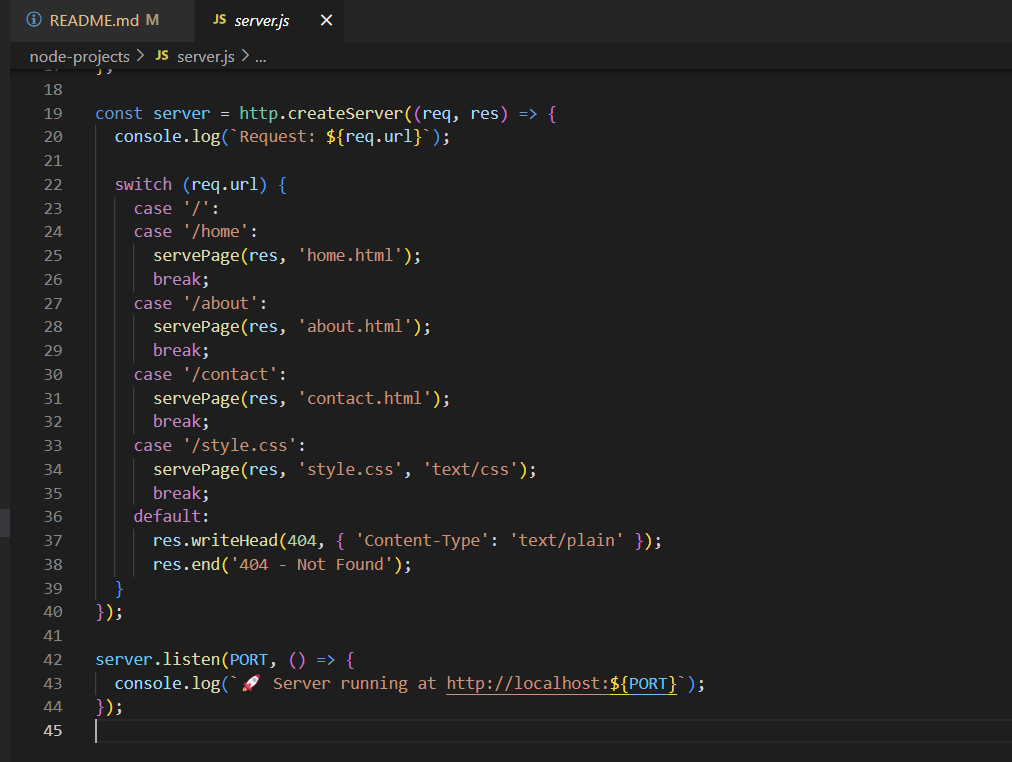 README.md M
JS server.js
node-projects > JS server.js > ...
18
19 const server = http.createServer((req, res) => {
20   console.log(`Request: ${req.url}`);
21
22   switch (req.url) {
23     case '/':
24     case '/home':
25       servePage(res, 'home.html');
26       break;
27     case '/about':
28       servePage(res, 'about.html');
29       break;
30     case '/contact':
31       servePage(res, 'contact.html');
32       break;
33     case '/style.css':
34       servePage(res, 'style.css', 'text/css');
35       break;
36     default:
37       res.writeHead(404, { 'Content-Type': 'text/plain' });
38       res.end('404 - Not Found');
39   }
40 });
41
42 server.listen(PORT, () => {
43   console.log(`🚀 Server running at http://localhost:${PORT}`);
44 });
45